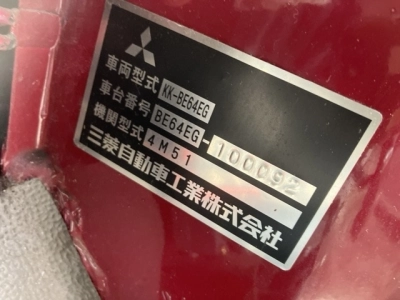 車両型式 KK-BE64EG
車台番号 BE64EG-100092
機関型式 4M51
三菱自動車工業株式会社